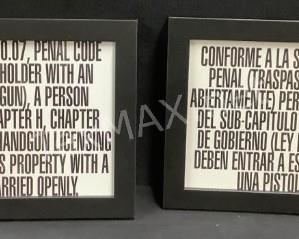 0.07, PENAL CODE
HOLDER WITH AN
GUN), A PERSON
APTER H, CHAPTER
HANDGUN LICENSING
IS PROPERTY WITH A
ARRIED OPENLY.
CONFORME A LA S
PENAL (TRASPAS
ABIERTAMENTE) PER
DEL SUB-CAPITULO
DE GOBIERNO (LEY
DEBEN ENTRAR A ES
UNA PISTO
MAX